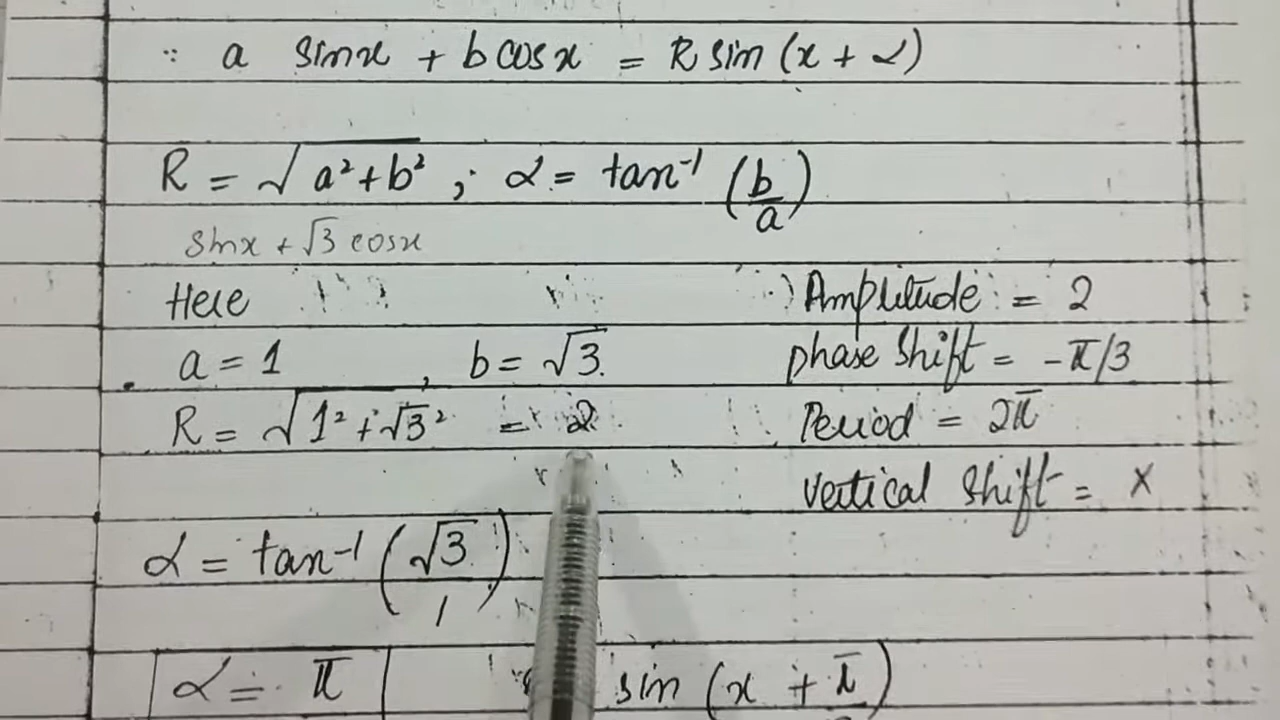 ∵ a sinx + b cosx = R sin (x + α)
R = √a²+b² ; α = tan⁻¹ (b/a)
sinx + √3 cosx
Here
a = 1 , b = √3.
R = √1² + √3² = 2
α = tan⁻¹ (√3/1)
α = π
sin (x + π
Amplitude = 2
phase shift = -π/3
Period = 2π
Vertical shift = x